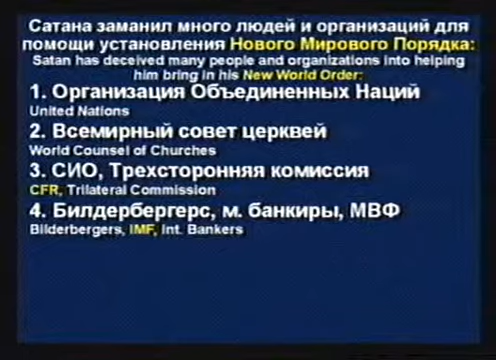 Сатана заманил много людей и организаций для
помощи установления Нового Мирового Порядка:
Satan has deceived many people and organizations into helping
him bring in his New World Order:
1. Организация Объединенных Наций
United Nations
2. Всемирный совет церквей
World Counsel of Churches
3. СИО, Трехсторонняя комиссия
CFR, Trilateral Commission
4. Билдербергерс, м. банкиры, МВФ
Bilderbergers, IMF, Int. Bankers